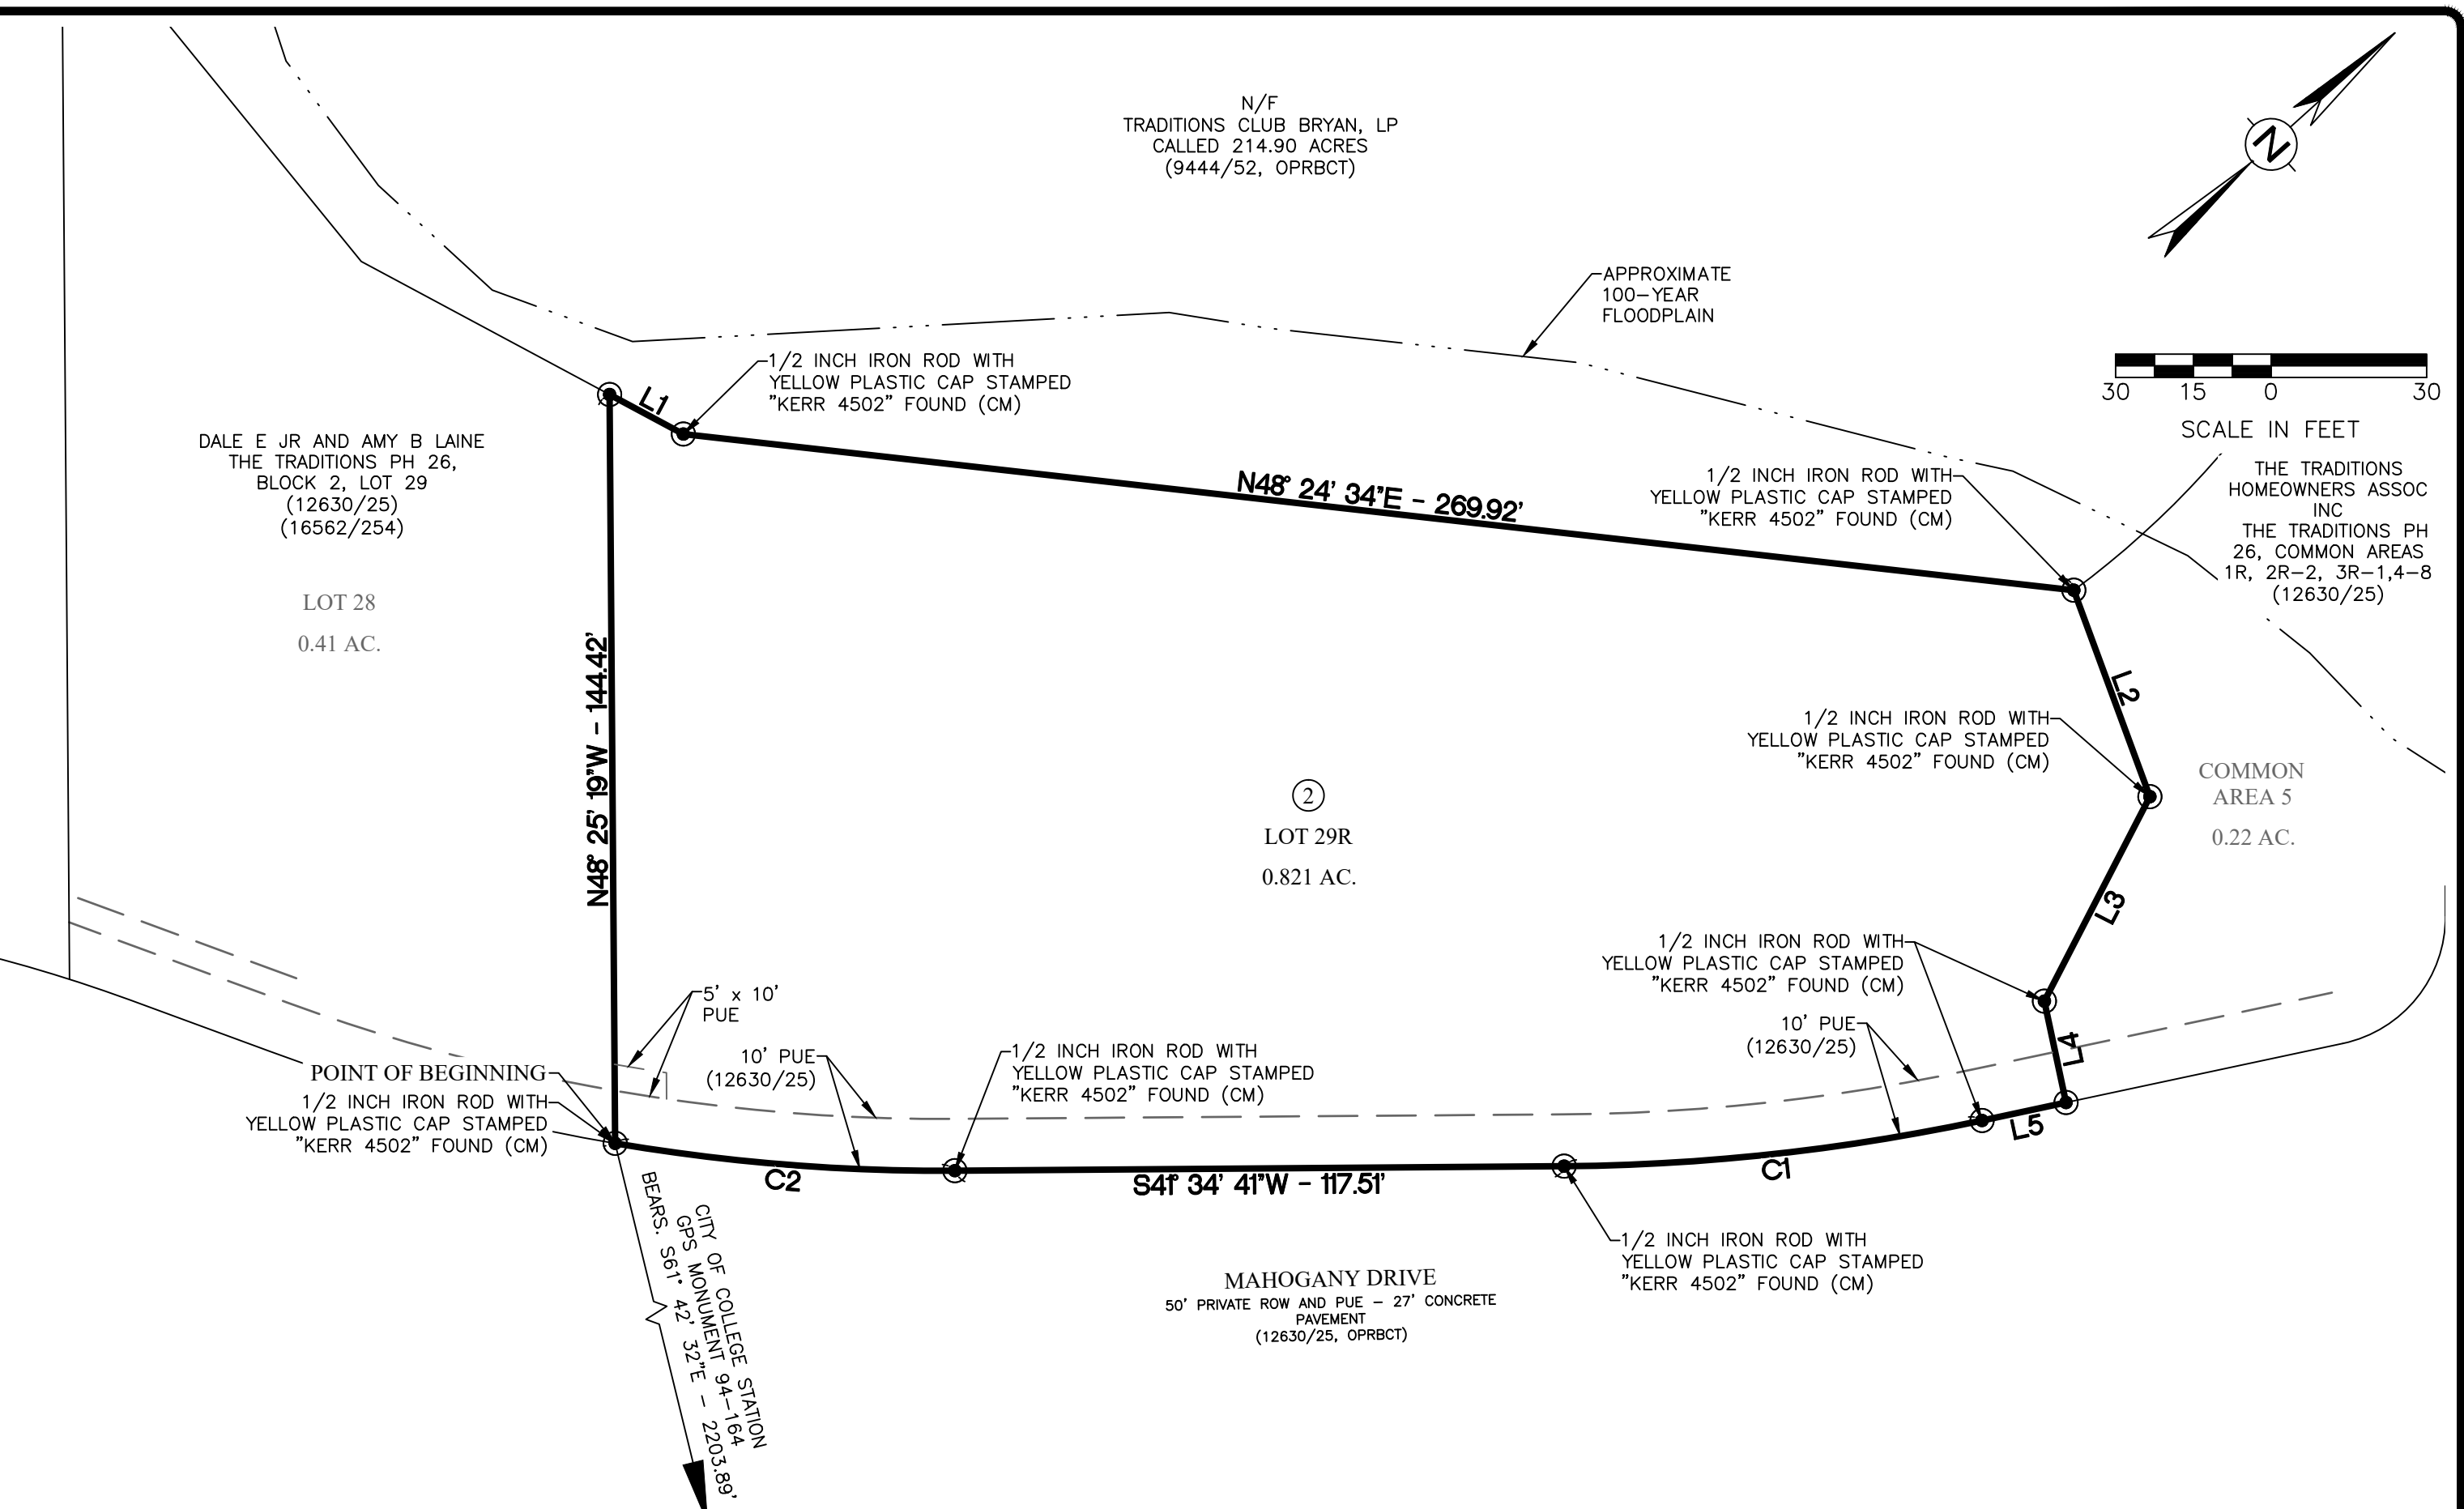 N/F
TRADITIONS CLUB BRYAN, LP
CALLED 214.90 ACRES
(9444/52, OPRBCT)
N
APPROXIMATE
100-YEAR
FLOODPLAIN
30 15 0 30
SCALE IN FEET
1/2 INCH IRON ROD WITH
YELLOW PLASTIC CAP STAMPED
"KERR 4502" FOUND (CM)
L1
DALE E JR AND AMY B LAINE
THE TRADITIONS PH 26,
BLOCK 2, LOT 29
(12630/25)
(16562/254)
LOT 28
0.41 AC.
N48° 24' 34"E - 269.92'
1/2 INCH IRON ROD WITH
YELLOW PLASTIC CAP STAMPED
"KERR 4502" FOUND (CM)
THE TRADITIONS
HOMEOWNERS ASSOC
INC
THE TRADITIONS PH
26, COMMON AREAS
1R, 2R-2, 3R-1,4-8
(12630/25)
L2
N48° 25' 19"W - 144.42'
1/2 INCH IRON ROD WITH
YELLOW PLASTIC CAP STAMPED
"KERR 4502" FOUND (CM)
2
LOT 29R
0.821 AC.
COMMON
AREA 5
0.22 AC.
L3
1/2 INCH IRON ROD WITH
YELLOW PLASTIC CAP STAMPED
"KERR 4502" FOUND (CM)
5' x 10'
PUE
10' PUE
(12630/25)
1/2 INCH IRON ROD WITH
YELLOW PLASTIC CAP STAMPED
"KERR 4502" FOUND (CM)
10' PUE
(12630/25)
L4
POINT OF BEGINNING
1/2 INCH IRON ROD WITH
YELLOW PLASTIC CAP STAMPED
"KERR 4502" FOUND (CM)
C2
S41° 34' 41"W - 117.51'
C1
L5
1/2 INCH IRON ROD WITH
YELLOW PLASTIC CAP STAMPED
"KERR 4502" FOUND (CM)
CITY OF COLLEGE STATION
GPS MONUMENT 94-164
BEARS. S61° 42' 32"E - 2203.89'
MAHOGANY DRIVE
50' PRIVATE ROW AND PUE - 27' CONCRETE
PAVEMENT
(12630/25, OPRBCT)